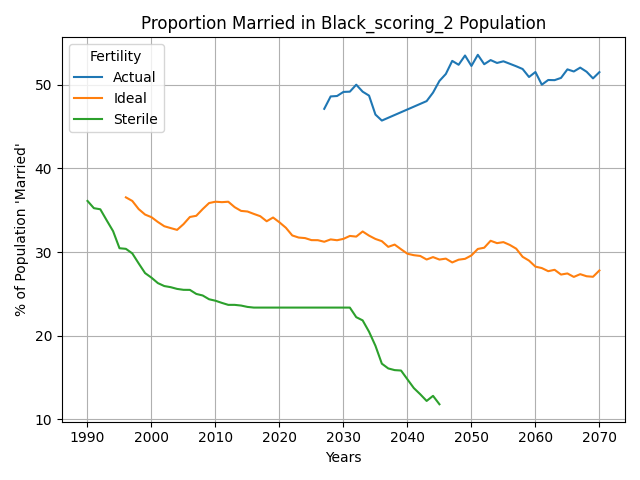 Proportion Married in Black_scoring_2 Population
Fertility
Actual
Ideal
Sterile
% of Population 'Married'
50
40
30
20
10
1990 2000 2010 2020 2030 2040 2050 2060 2070
Years